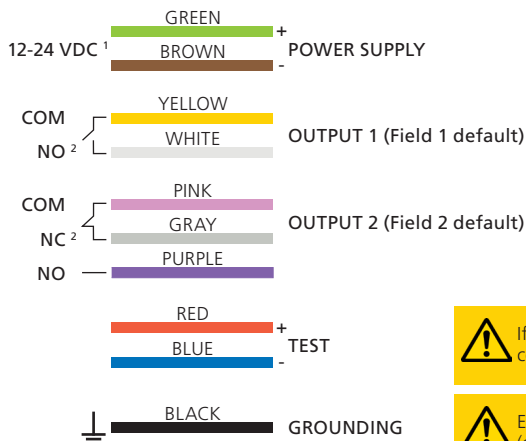 GREEN
12-24 VDC ¹
+
POWER SUPPLY
BROWN
-
YELLOW
COM
OUTPUT 1 (Field 1 default)
WHITE
NO ²
PINK
COM
OUTPUT 2 (Field 2 default)
GRAY
NC ²
PURPLE
NO
RED
+
TEST
BLUE
-
If
BLACK
GROUNDING